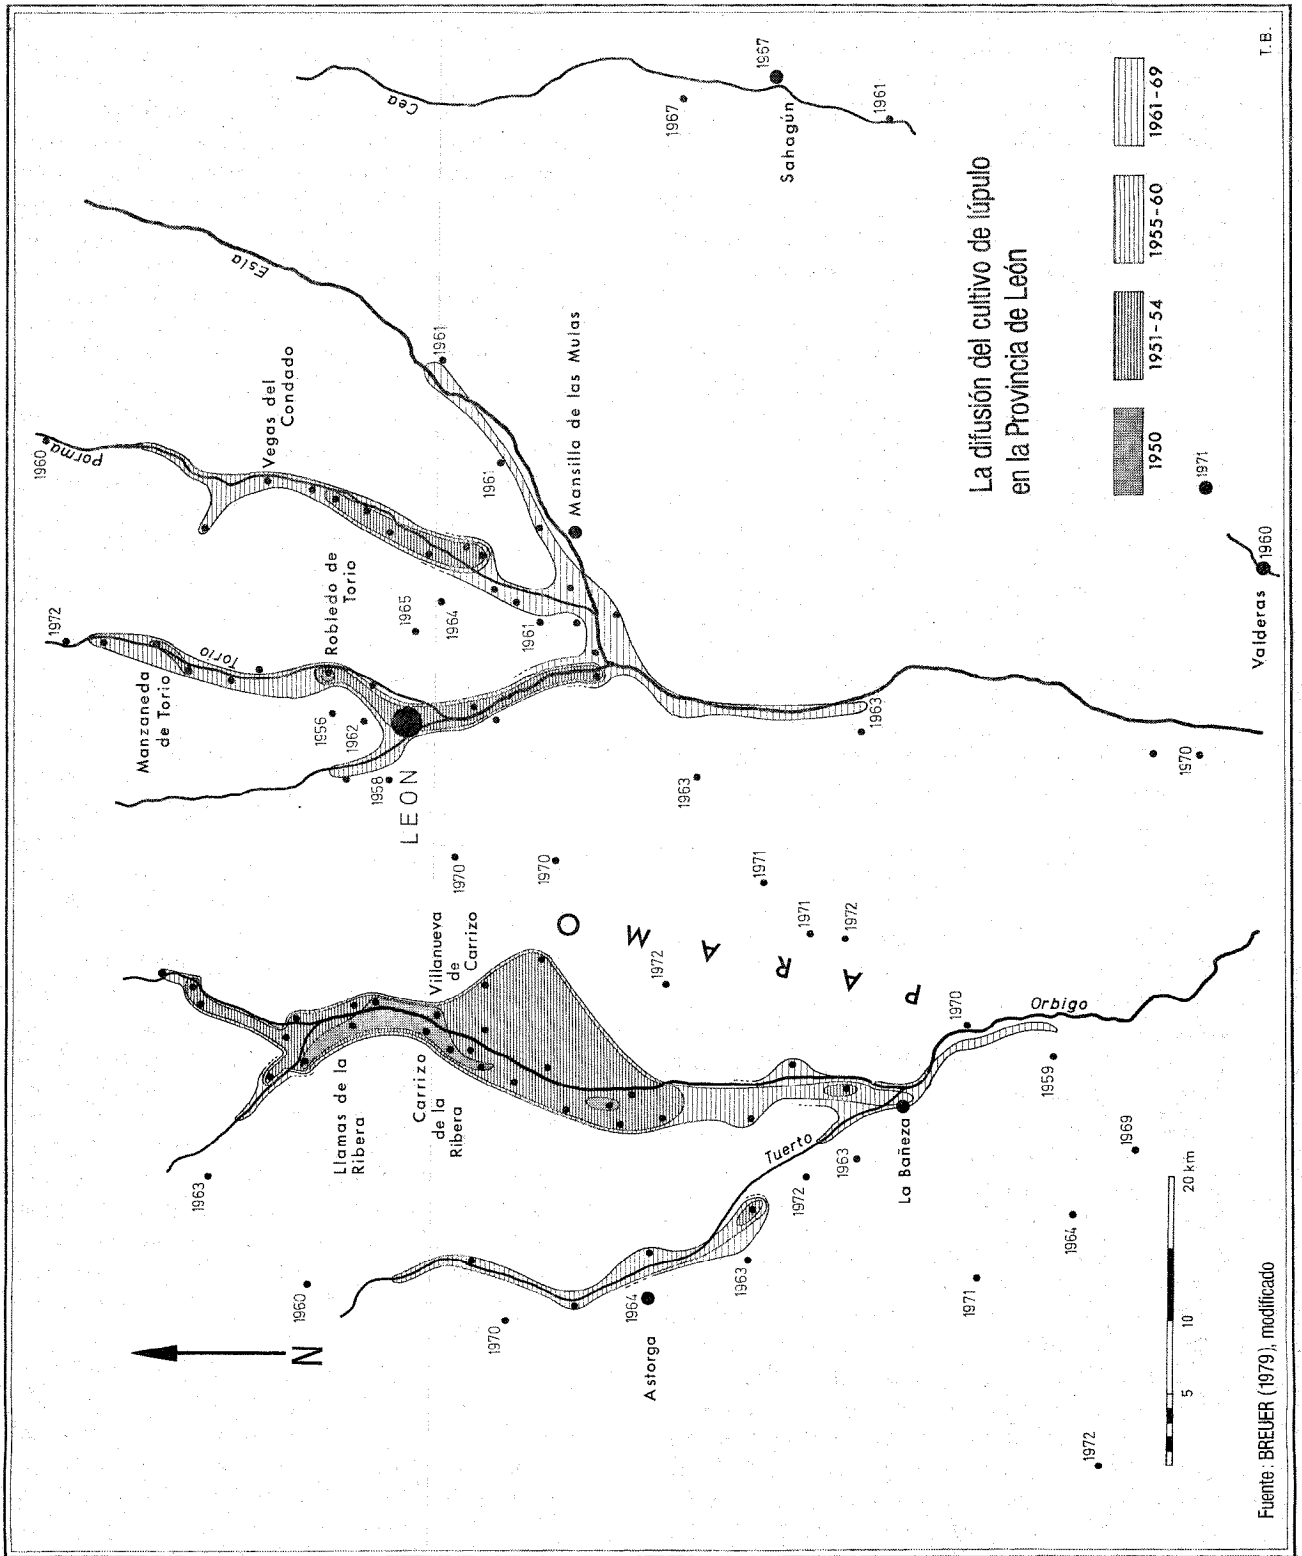 1960
Porma
1972
Manzaneda
de Torio
Torio
1963
Esla
Vegas del
Condado
1960
Llamas de la
Ribera
1956
Robledo de
Torio
1962
1958
LEON
Cea
Carrizo
de la
Ribera
Villanueva
de
Carrizo
1965
1964
1961
1970
1970
1961
1961
1970
Mansilla de las Mulas
N
1964
Astorga
1972
1963
1967
1967
Sahagún
1963
Tuerto
1971
1972
1963
1971
1972
PARAMO
1963
1961
La Bañeza
1971
1970
Orbigo
La difusión del cultivo de lúpulo
en la Provincia de León
1959
1964
1972
1969
5 10 20 km
1970
1950 1951-54 1955-60 1961-69
1971
Valderas
1960
Fuente: BREUER (1979), modificado
T.B.